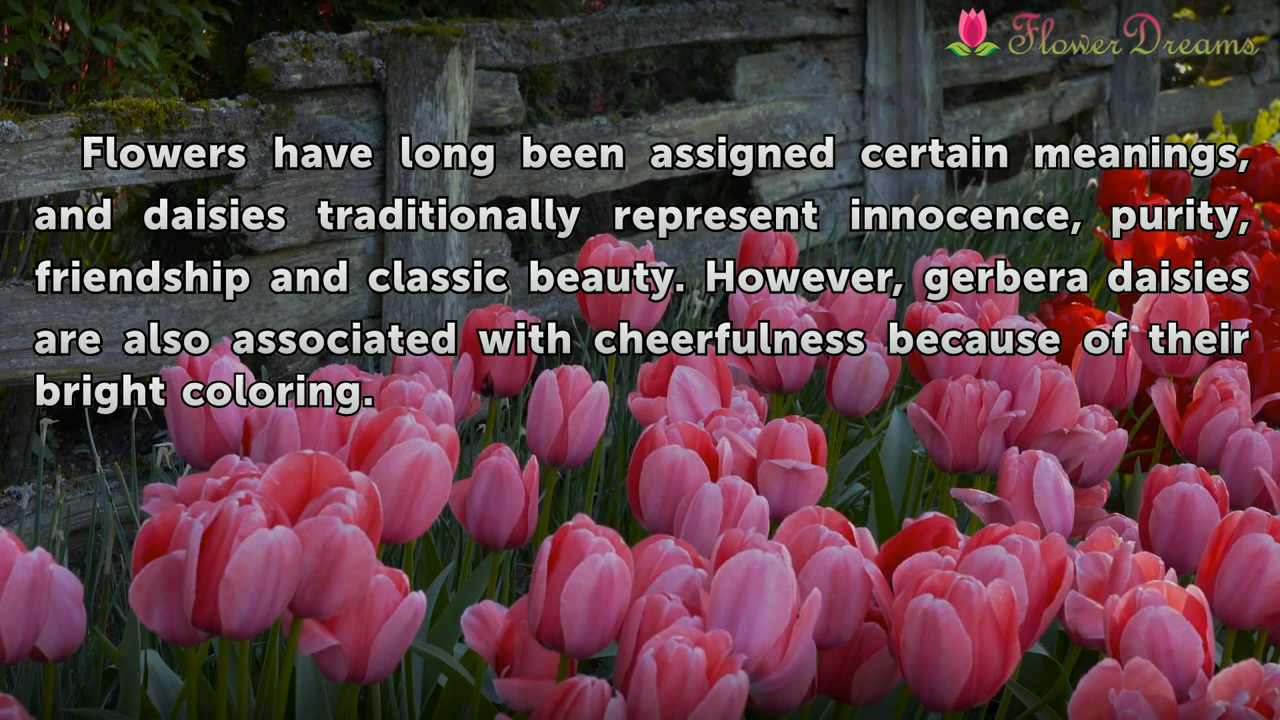 Flower Dreams
Flowers have long been assigned certain meanings,
and daisies traditionally represent innocence, purity,
friendship and classic beauty. However, gerbera daisies
are also associated with cheerfulness because of their
bright coloring.